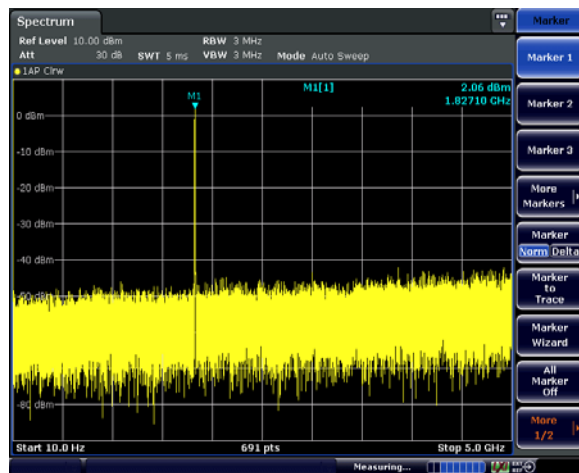 Spectrum
Ref Level 10.00 dBm RBW 3 MHz
Att 30 dB SWT 5 ms VBW 3 MHz Mode Auto Sweep
1AP Clrw
M1[1] 2.06 dBm
1.82710 GHz
M1
0 dBm
-10 dBm
-20 dBm
-30 dBm
-40 dBm
-50 dBm
-80 dBm
Start 10.0 Hz 691 pts Stop 5.0 GHz
Measuring...
EXT
REF
Marker
Marker 1
Marker 2
Marker 3
More
Markers
Marker
Norm Delta
Marker
to
Trace
Marker
Wizard
All
Marker
Off
More
1/2